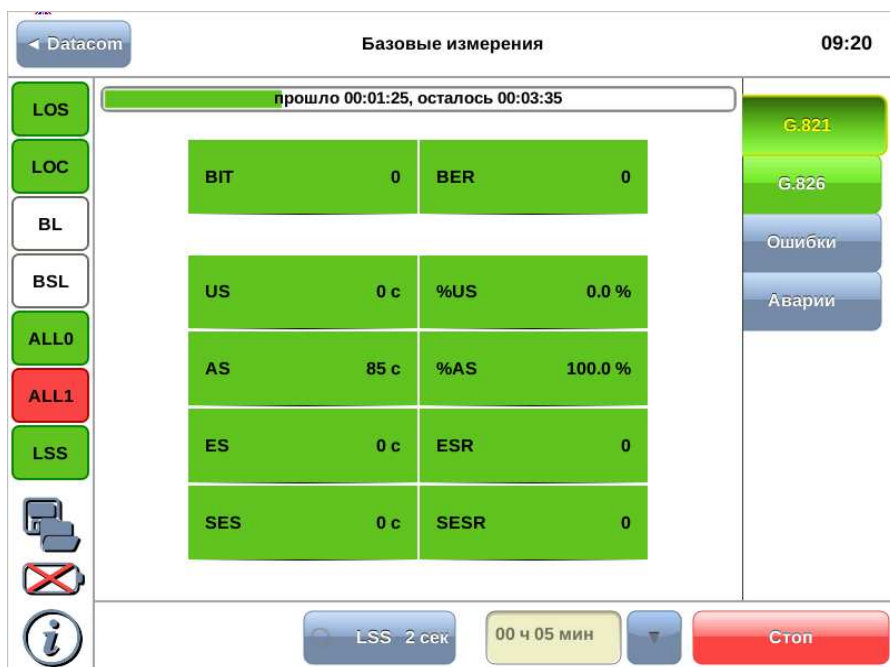 ◄ Datacom
Базовые измерения
09:20
LOS
LOC
BL
BSL
ALL0
ALL1
LSS
прошло 00:01:25, осталось 00:03:35
BIT 0 BER 0
US 0 с %US 0.0 %
AS 85 с %AS 100.0 %
ES 0 с ESR 0
SES 0 с SESR 0
G.821
G.826
Ошибки
Аварии
i
LSS 2 сек
00 ч 05 мин
▼
Стоп